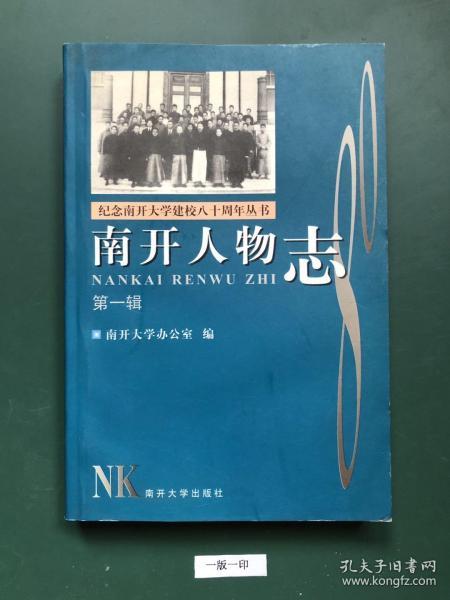 纪念南开大学建校八十周年丛书
南开人物志
NANKAI RENWU ZHI
第一辑
南开大学办公室 编
NK 南开大学出版社
一版一印
孔夫子旧书网
www.kongfz.com